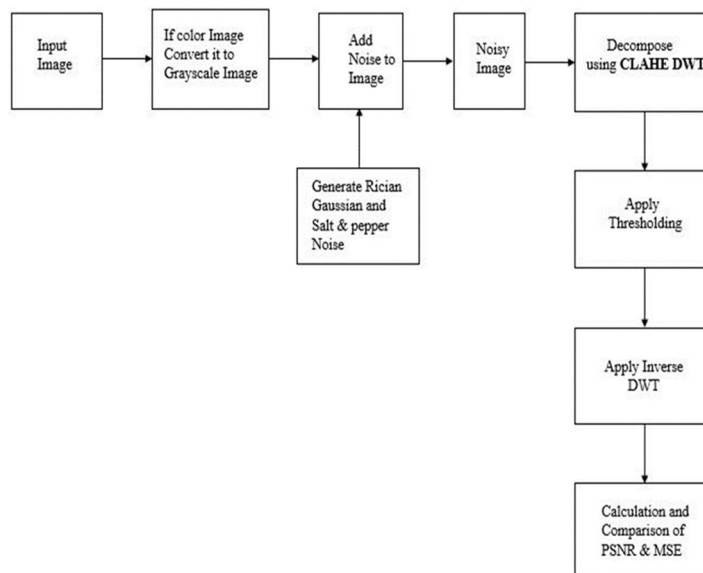 Input
Image
If color Image
Convert it to
Grayscale Image
Add
Noise to
Image
Noisy
Image
Decompose
using CLAHE DWT
Generate Rician
Gaussian and
Salt & pepper
Noise
Apply
Thresholding
Apply Inverse
DWT
Calculation and
Comparison of
PSNR & MSE